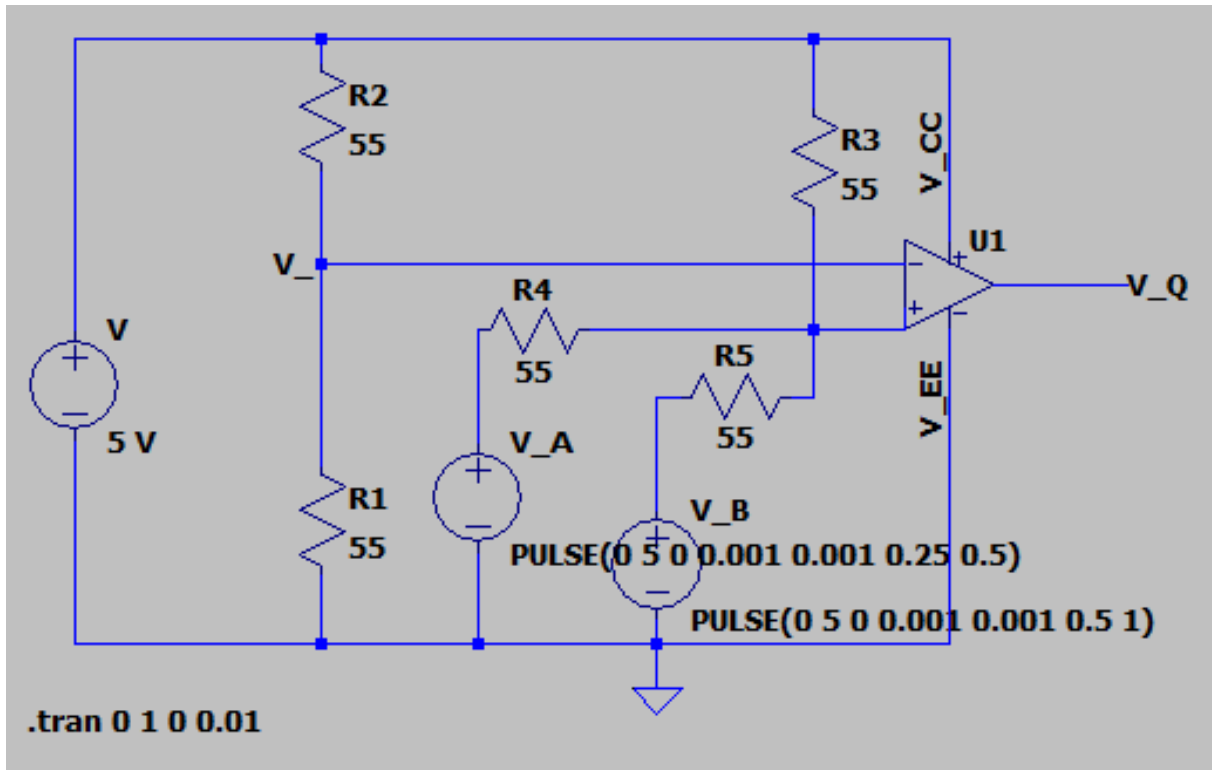 R2
55
V_CC
R3
55
U1
V_
R4
55
V_Q
V
5 V
R5
55
V_EE
V_A
R1
55
V_B
PULSE(0 5 0 0.001 0.001 0.25 0.5)
PULSE(0 5 0 0.001 0.001 0.5 1)
.tran 0 1 0 0.01